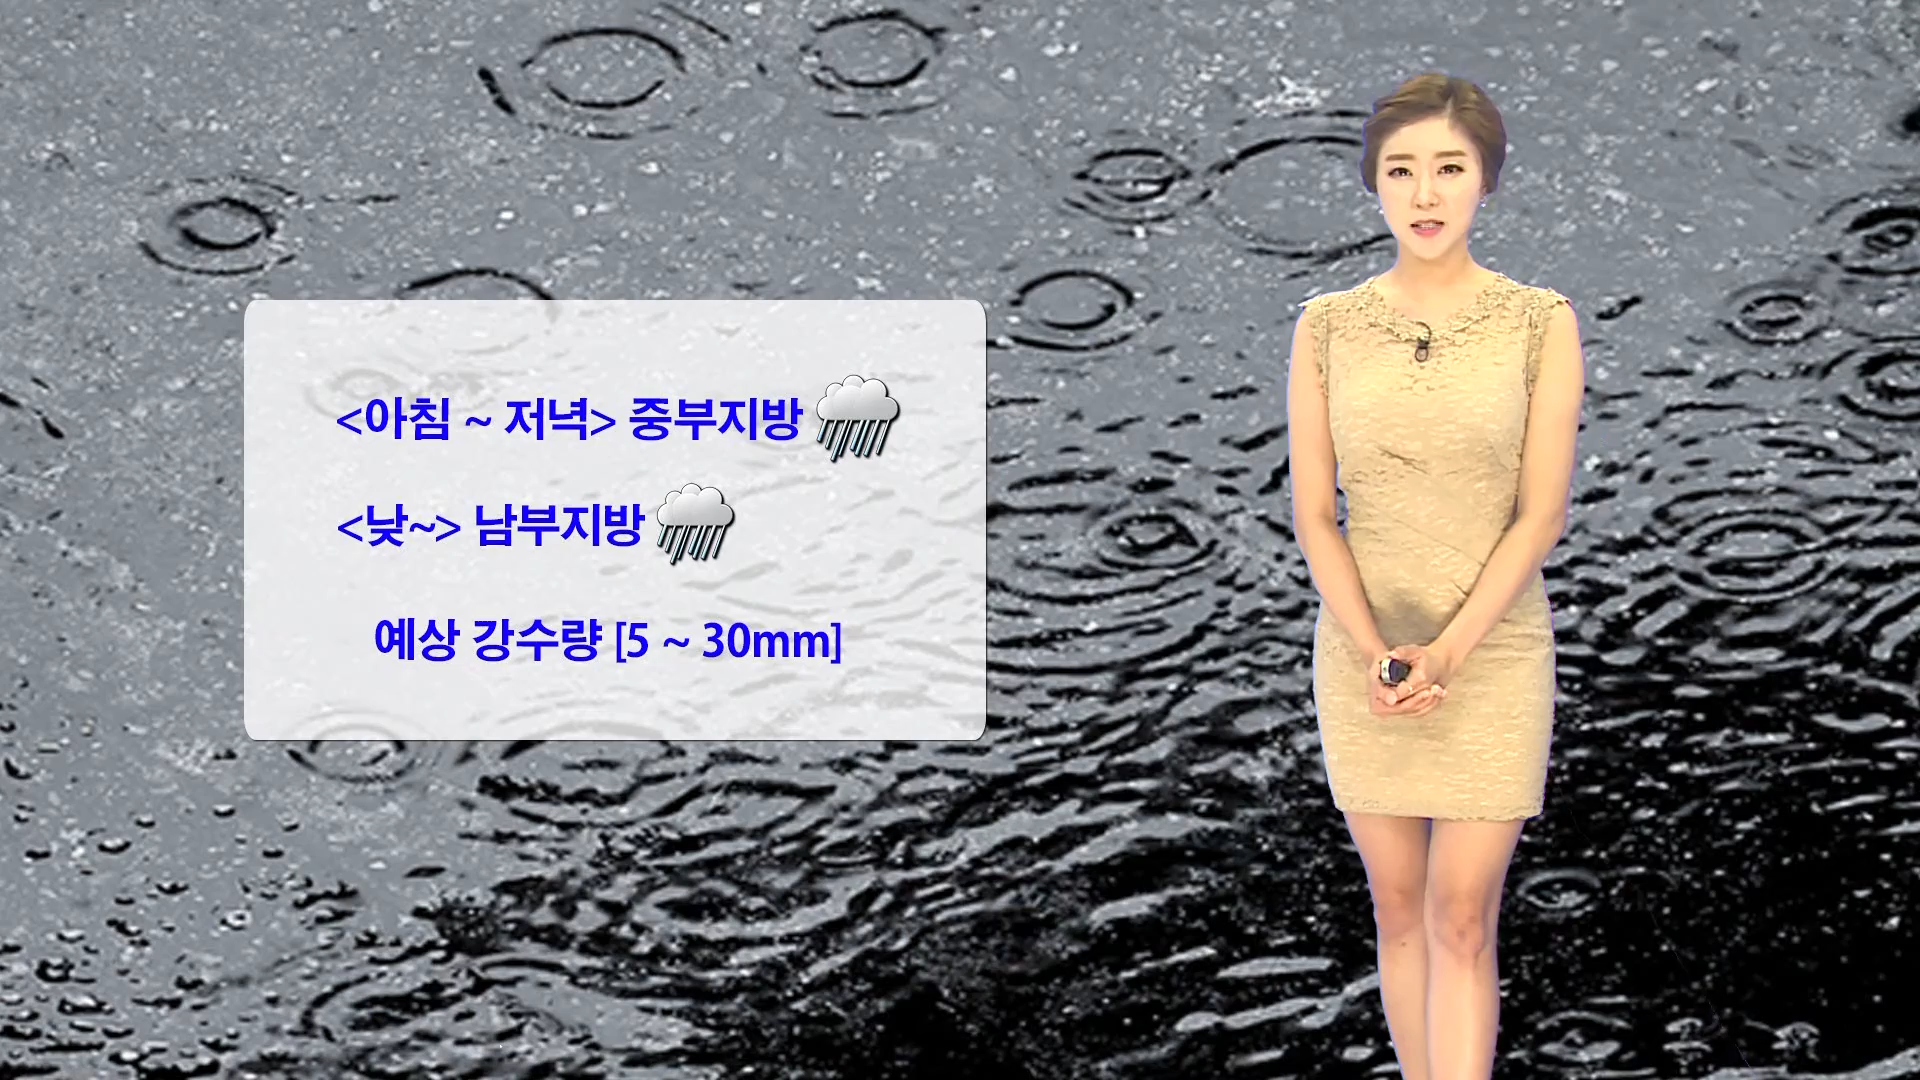 <아침 ~ 저녁> 중부지방
<낮~> 남부지방
예상 강수량 [5 ~ 30mm]